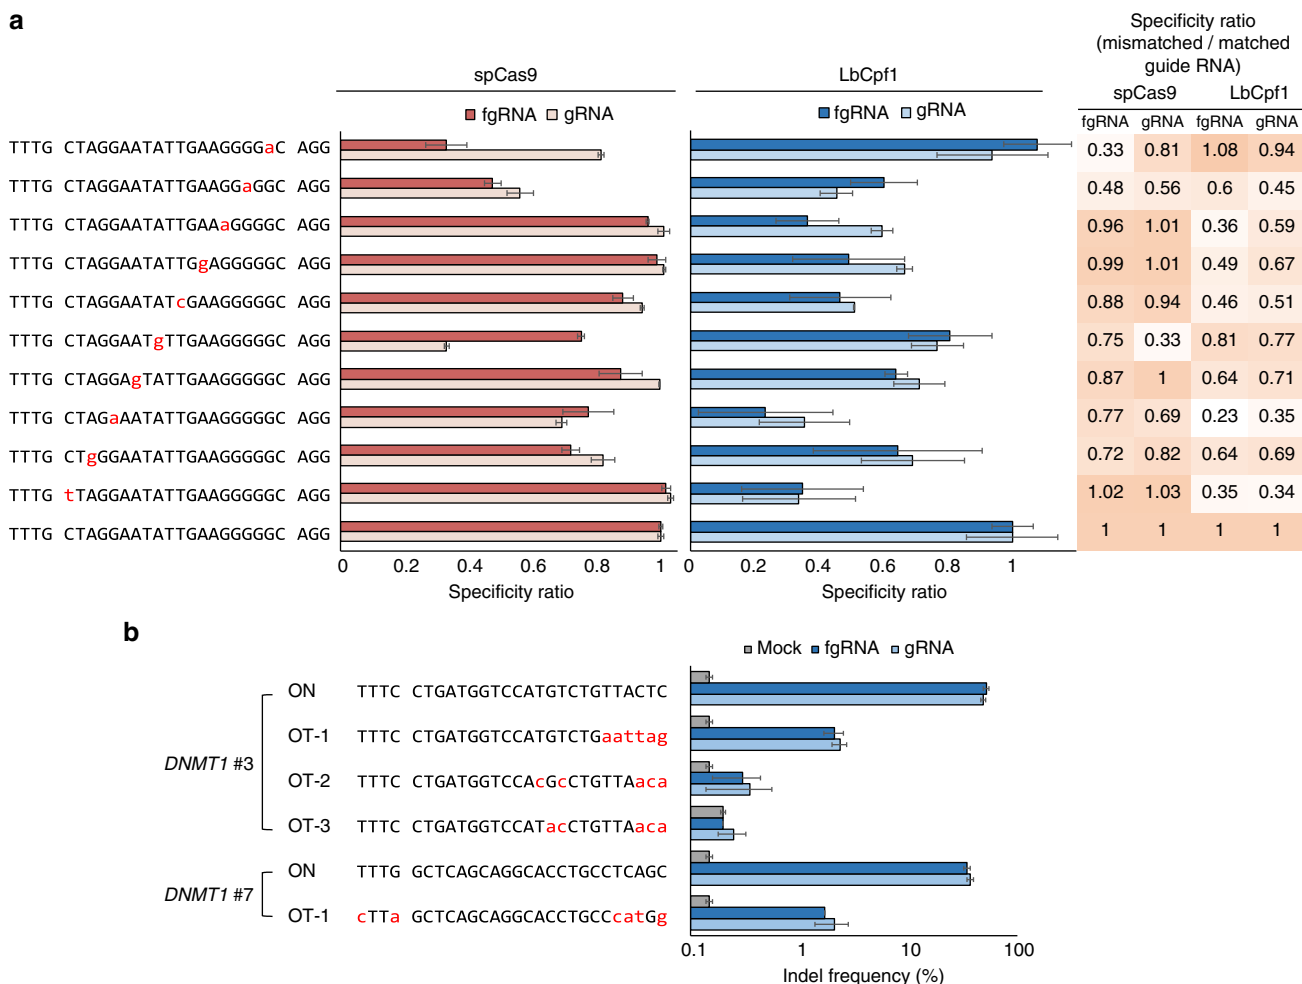 a
Specificity ratio
(mismatched / matched
guide RNA)
spCas9 LbCpf1 spCas9 LbCpf1
fgRNA gRNA fgRNA gRNA fgRNA gRNA fgRNA gRNA
TTTG CTAGGAATATTGAAGGGGaC AGG 0.33 0.81 1.08 0.94
TTTG CTAGGAATATTGAAGGaGGC AGG 0.48 0.56 0.6 0.45
TTTG CTAGGAATATTGAAaGGGGC AGG 0.96 1.01 0.36 0.59
TTTG CTAGGAATATTGgAGGGGGC AGG 0.99 1.01 0.49 0.67
TTTG CTAGGAATATcGAAGGGGGC AGG 0.88 0.94 0.46 0.51
TTTG CTAGGAATgTTGAAGGGGGC AGG 0.75 0.33 0.81 0.77
TTTG CTAGGAgTATTGAAGGGGGC AGG 0.87 1 0.64 0.71
TTTG CTAGaAATATTGAAGGGGGC AGG 0.77 0.69 0.23 0.35
TTTG CTgGGAATATTGAAGGGGGC AGG 0.72 0.82 0.64 0.69
TTTG tTAGGAATATTGAAGGGGGC AGG 1.02 1.03 0.35 0.34
TTTG CTAGGAATATTGAAGGGGGC AGG 1 1 1 1
0 0.2 0.4 0.6 0.8 1 0 0.2 0.4 0.6 0.8 1
Specificity ratio Specificity ratio
b
Mock fgRNA gRNA
DNMT1 #3
ON TTTC CTGATGGTCCATGTCTGTTACTC
OT-1 TTTC CTGATGGTCCATGTCTGaattag
OT-2 TTTC CTGATGGTCCAcGcCTGTTAaca
OT-3 TTTC CTGATGGTCCATacCTGTTAaca
DNMT1 #7
ON TTTG GCTCAGCAGGCACCTGCCTCAGC
OT-1 cTTa GCTCAGCAGGCACCTGCCcatGg
0.1 1 10 100
Indel frequency (%)